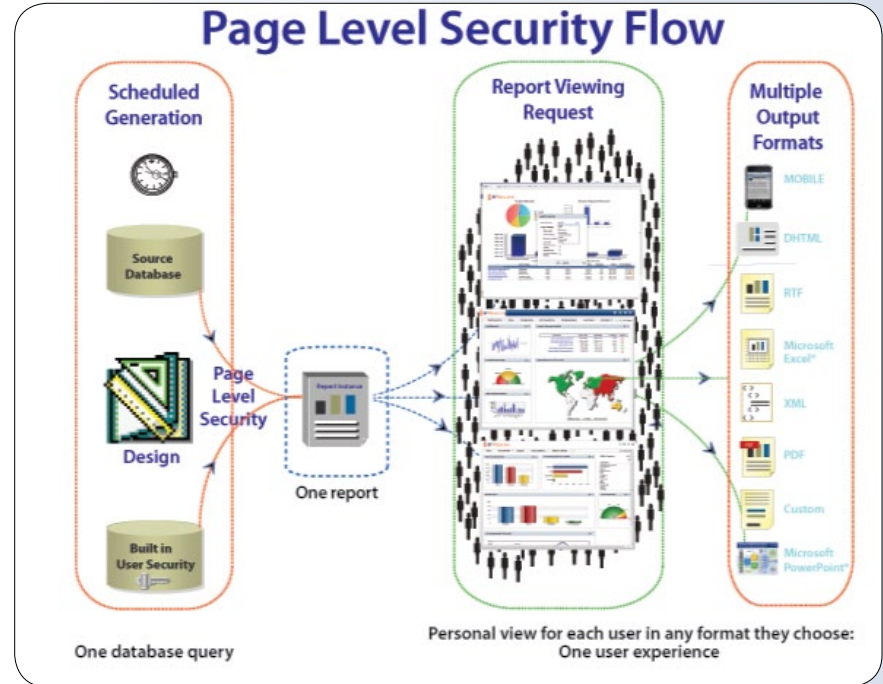 Page Level Security Flow
Scheduled
Generation
Source
Database
Page
Level
Security
Design
Built in
User Security
One database query
Report Instance
One report
Report Viewing
Request
Multiple
Output
Formats
MOBILE
DHTML
RTF
Microsoft
Excel®
XML
PDF
Custom
Microsoft
PowerPoint®
Personal view for each user in any format they choose:
One user experience